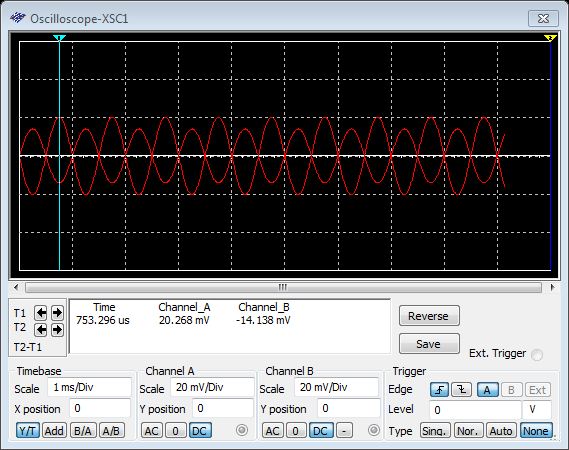 Oscilloscope-XSC1
1 2
T1
T2
T2-T1
Time Channel_A Channel_B
753.296 us 20.268 mV -14.138 mV
Reverse
Save
Ext. Trigger
Timebase
Scale 1 ms/Div
X position 0
Y/T Add B/A A/B
Channel A
Scale 20 mV/Div
Y position 0
AC 0 DC
Channel B
Scale 20 mV/Div
Y position 0
AC 0 DC -
Trigger
Edge A B Ext
Level 0 V
Type Sing. Nor. Auto None